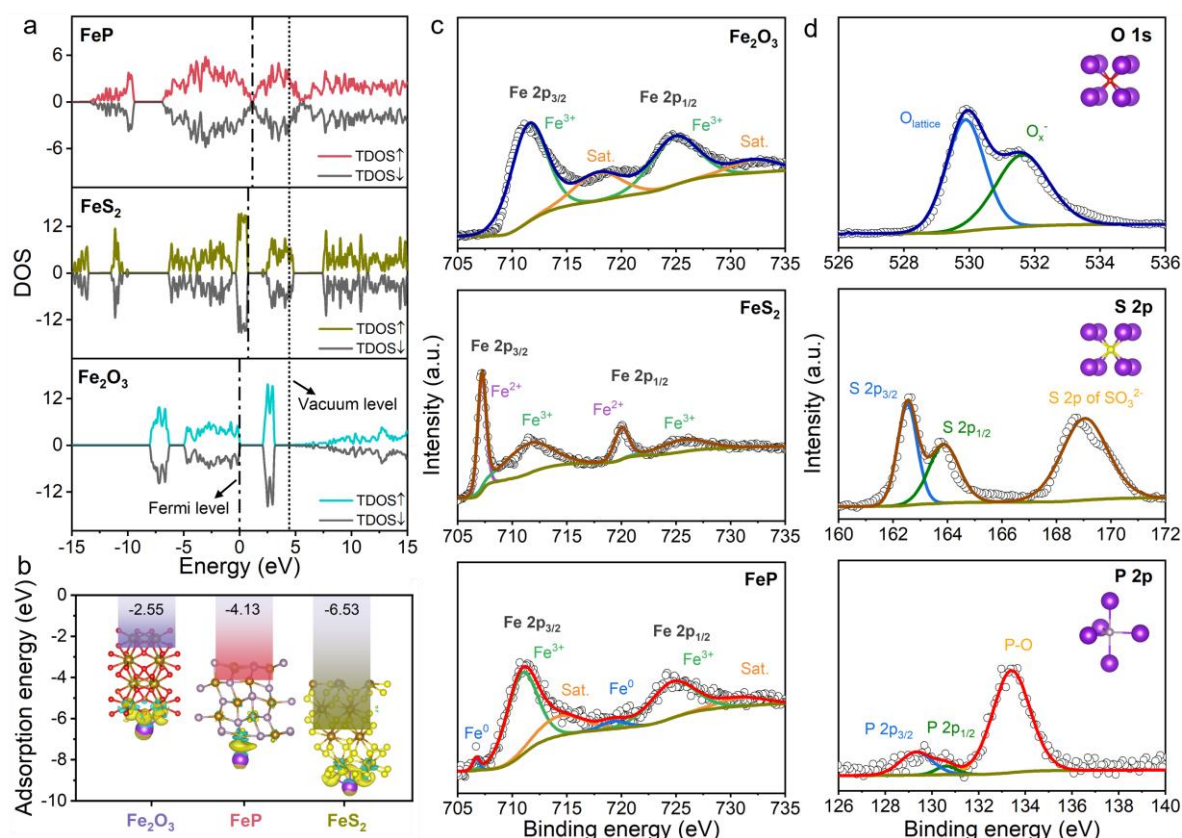 a
FeP
6
0
-6
TDOS↑
TDOS↓
FeS₂
12
0
-12
TDOS↑
TDOS↓
DOS
Fe₂O₃
12
0
-12
Vacuum level
Fermi level
TDOS↑
TDOS↓
-15 -10 -5 0 5 10 15
Energy (eV)
b
0
-2
-4
-6
-8
-10
Adsorption energy (eV)
-2.55 -4.13 -6.53
Fe₂O₃ FeP FeS₂
c
Fe₂O₃
Fe 2p₃/₂ Fe 2p₁/₂
Fe³⁺ Fe³⁺
Sat. Sat.
705 710 715 720 725 730 735
FeS₂
Fe 2p₃/₂ Fe 2p₁/₂
Fe²⁺ Fe³⁺ Fe²⁺ Fe³⁺
705 710 715 720 725 730 735
Intensity (a.u.)
FeP
Fe 2p₃/₂ Fe 2p₁/₂
Fe³⁺ Fe³⁺
Sat. Fe⁰ Sat.
Fe⁰
705 710 715 720 725 730 735
Binding energy (eV)
d
O 1s
O lattice Oₓ⁻
526 528 530 532 534 536
S 2p
S 2p₃/₂ S 2p₁/₂ S 2p of SO₃²⁻
160 162 164 166 168 170 172
Intensity (a.u.)
P 2p
P-O
P 2p₃/₂ P 2p₁/₂
126 128 130 132 134 136 138 140
Binding energy (eV)